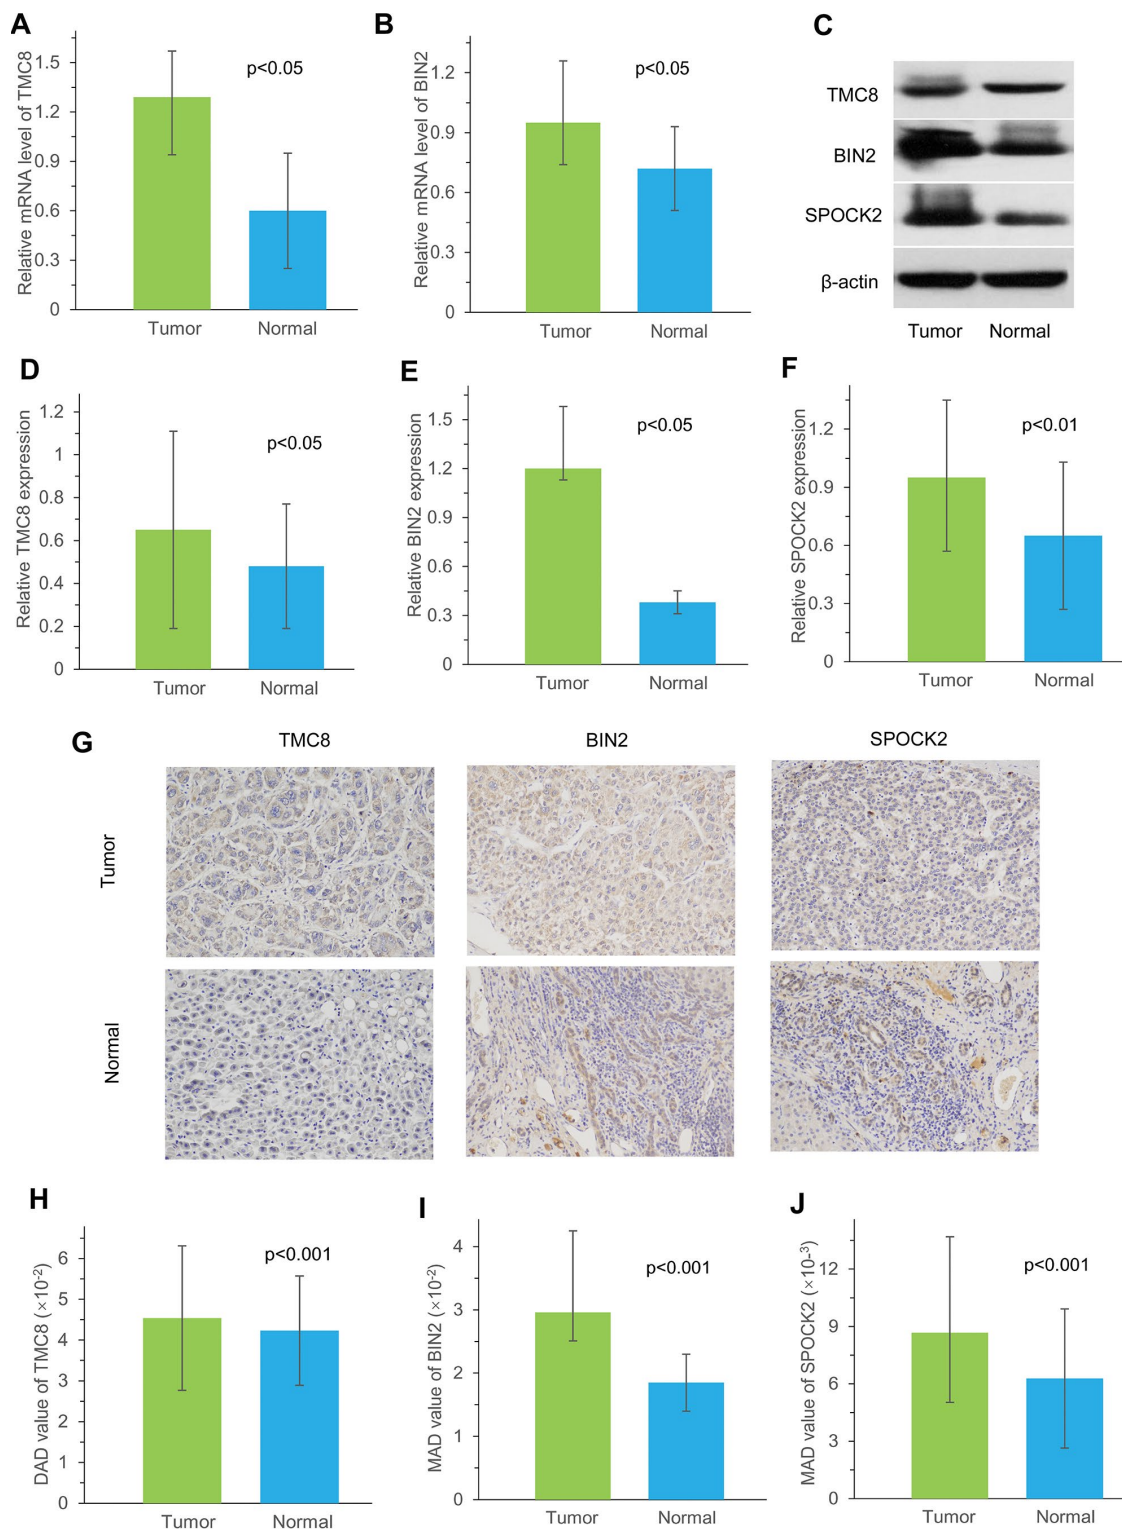 A
Relative mRNA level of TMC8
1.5
1.2
0.9
0.6
0.3
0
p<0.05
Tumor Normal
B
Relative mRNA level of BIN2
1.2
0.9
0.6
0.3
0
p<0.05
Tumor Normal
C
TMC8
BIN2
SPOCK2
β-actin
Tumor Normal
D
Relative TMC8 expression
1.2
1
0.8
0.6
0.4
0.2
0
p<0.05
Tumor Normal
E
Relative BIN2 expression
1.5
1.2
0.9
0.6
0.3
0
p<0.05
Tumor Normal
F
Relative SPOCK2 expression
1.2
0.9
0.6
0.3
0
p<0.01
Tumor Normal
G
TMC8 BIN2 SPOCK2
Tumor
Normal
H
DAD value of TMC8 (×10⁻²)
6
5
4
3
2
1
0
p<0.001
Tumor Normal
I
MAD value of BIN2 (×10⁻²)
4
3
2
1
0
p<0.001
Tumor Normal
J
MAD value of SPOCK2 (×10⁻³)
12
9
6
3
0
p<0.001
Tumor Normal